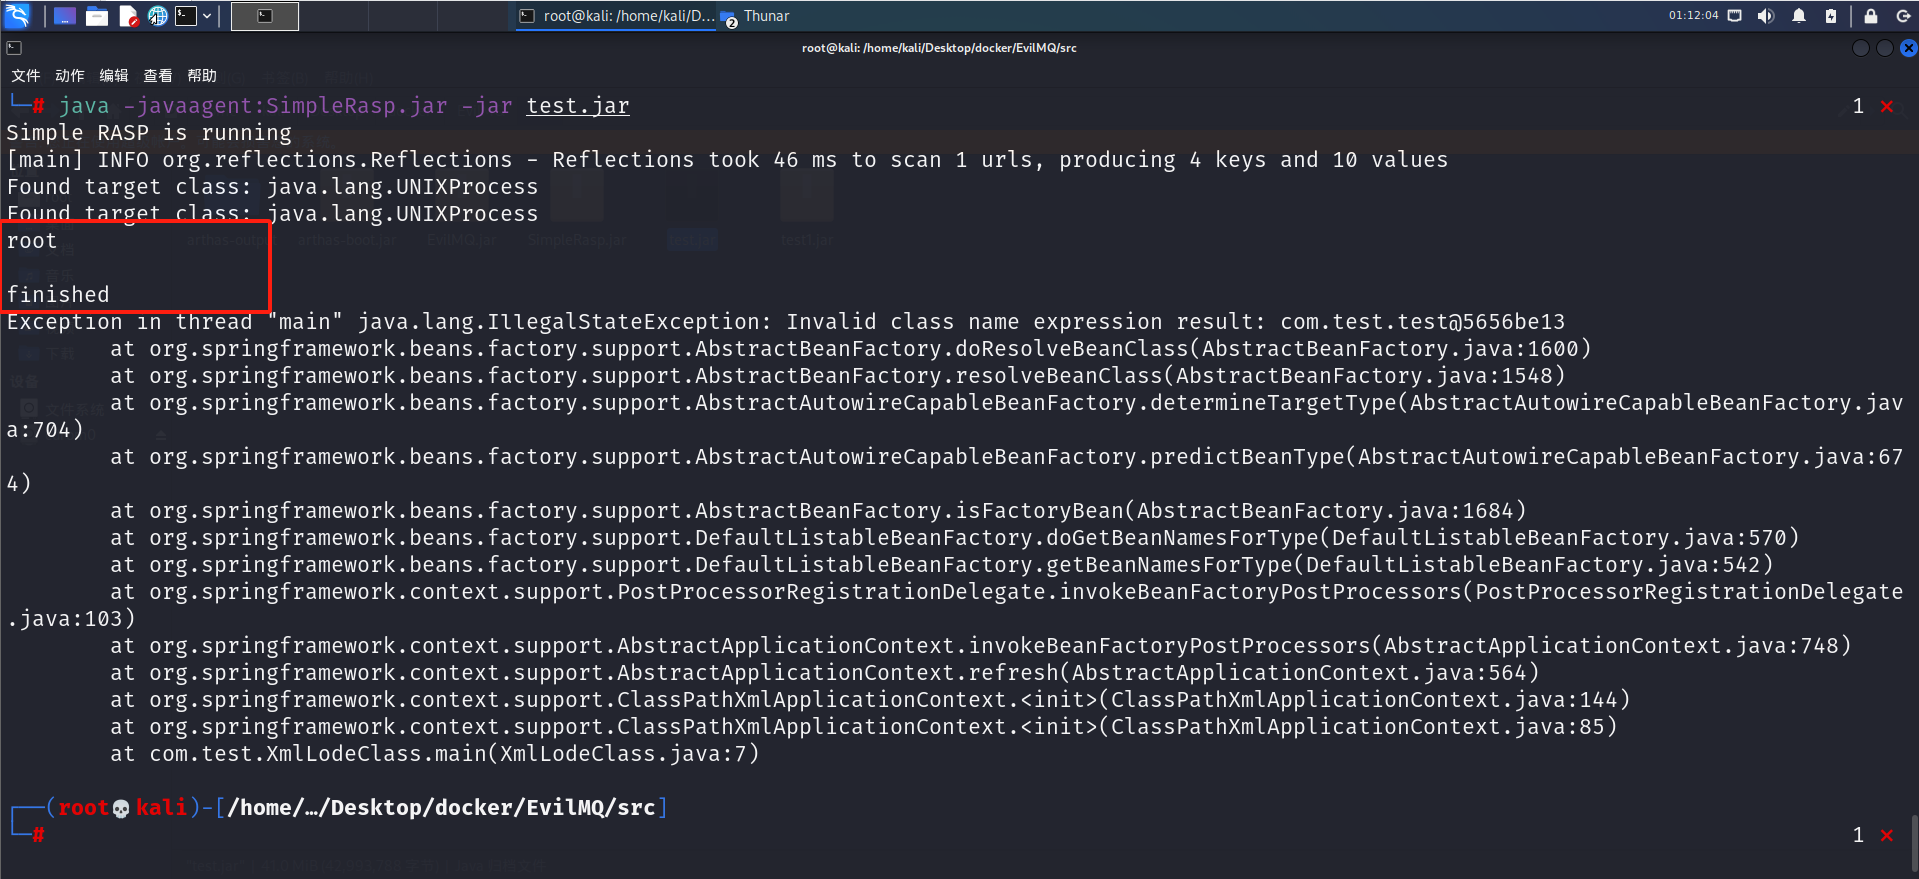 root@kali: /home/kali/D...
2
Thunar
01:12:04
root@kali: /home/kali/Desktop/docker/EvilMQ/src
文件 动作 编辑 查看 帮助
└─# java -javaagent:SimpleRasp.jar -jar test.jar
1 ✕
Simple RASP is running
[main] INFO org.reflections.Reflections - Reflections took 46 ms to scan 1 urls, producing 4 keys and 10 values
Found target class: java.lang.UNIXProcess
Found target class: java.lang.UNIXProcess
root
finished
Exception in thread "main" java.lang.IllegalStateException: Invalid class name expression result: com.test.test@5656be13
at org.springframework.beans.factory.support.AbstractBeanFactory.doResolveBeanClass(AbstractBeanFactory.java:1600)
at org.springframework.beans.factory.support.AbstractBeanFactory.resolveBeanClass(AbstractBeanFactory.java:1548)
at org.springframework.beans.factory.support.AbstractAutowireCapableBeanFactory.determineTargetType(AbstractAutowireCapableBeanFactory.jav
a:704)
at org.springframework.beans.factory.support.AbstractAutowireCapableBeanFactory.predictBeanType(AbstractAutowireCapableBeanFactory.java:67
4)
at org.springframework.beans.factory.support.AbstractBeanFactory.isFactoryBean(AbstractBeanFactory.java:1684)
at org.springframework.beans.factory.support.DefaultListableBeanFactory.doGetBeanNamesForType(DefaultListableBeanFactory.java:570)
at org.springframework.beans.factory.support.DefaultListableBeanFactory.getBeanNamesForType(DefaultListableBeanFactory.java:542)
at org.springframework.context.support.PostProcessorRegistrationDelegate.invokeBeanFactoryPostProcessors(PostProcessorRegistrationDelegate
.java:103)
at org.springframework.context.support.AbstractApplicationContext.invokeBeanFactoryPostProcessors(AbstractApplicationContext.java:748)
at org.springframework.context.support.AbstractApplicationContext.refresh(AbstractApplicationContext.java:564)
at org.springframework.context.support.ClassPathXmlApplicationContext.<init>(ClassPathXmlApplicationContext.java:144)
at org.springframework.context.support.ClassPathXmlApplicationContext.<init>(ClassPathXmlApplicationContext.java:85)
at com.test.XmlLodeClass.main(XmlLodeClass.java:7)
┌──(root💀kali)-[/home/…/Desktop/docker/EvilMQ/src]
└─#
1 ✕